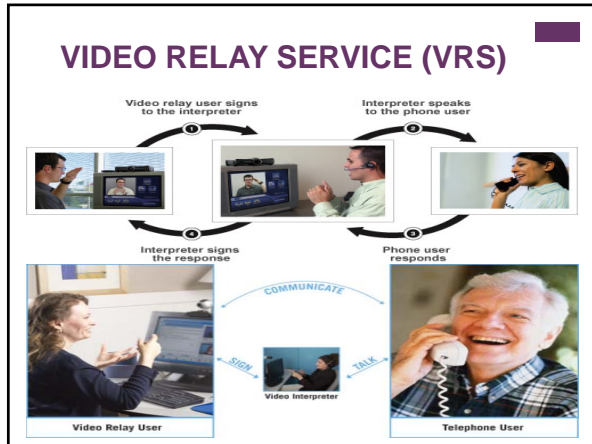 VIDEO RELAY SERVICE (VRS)
Video relay user signs
to the interpreter
Interpreter speaks
to the phone user
1
2
4
3
Interpreter signs
the response
Phone user
responds
COMMUNICATE
SIGN
TALK
Video Interpreter
Video Relay User
Telephone User